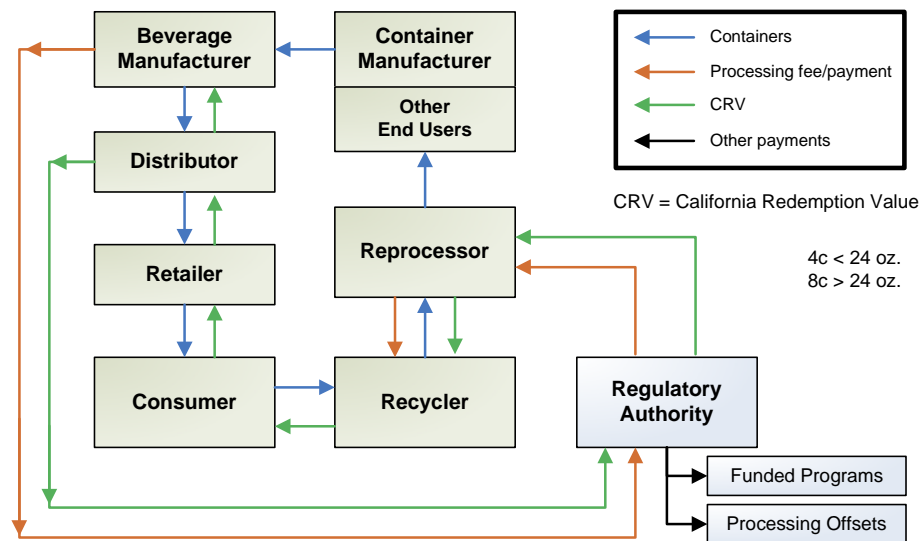 Beverage
Manufacturer
Container
Manufacturer
Other
End Users
Distributor
Retailer
Reprocessor
Consumer
Recycler
Regulatory
Authority
Funded Programs
Processing Offsets
Containers
Processing fee/payment
CRV
Other payments
CRV = California Redemption Value
4c < 24 oz.
8c > 24 oz.